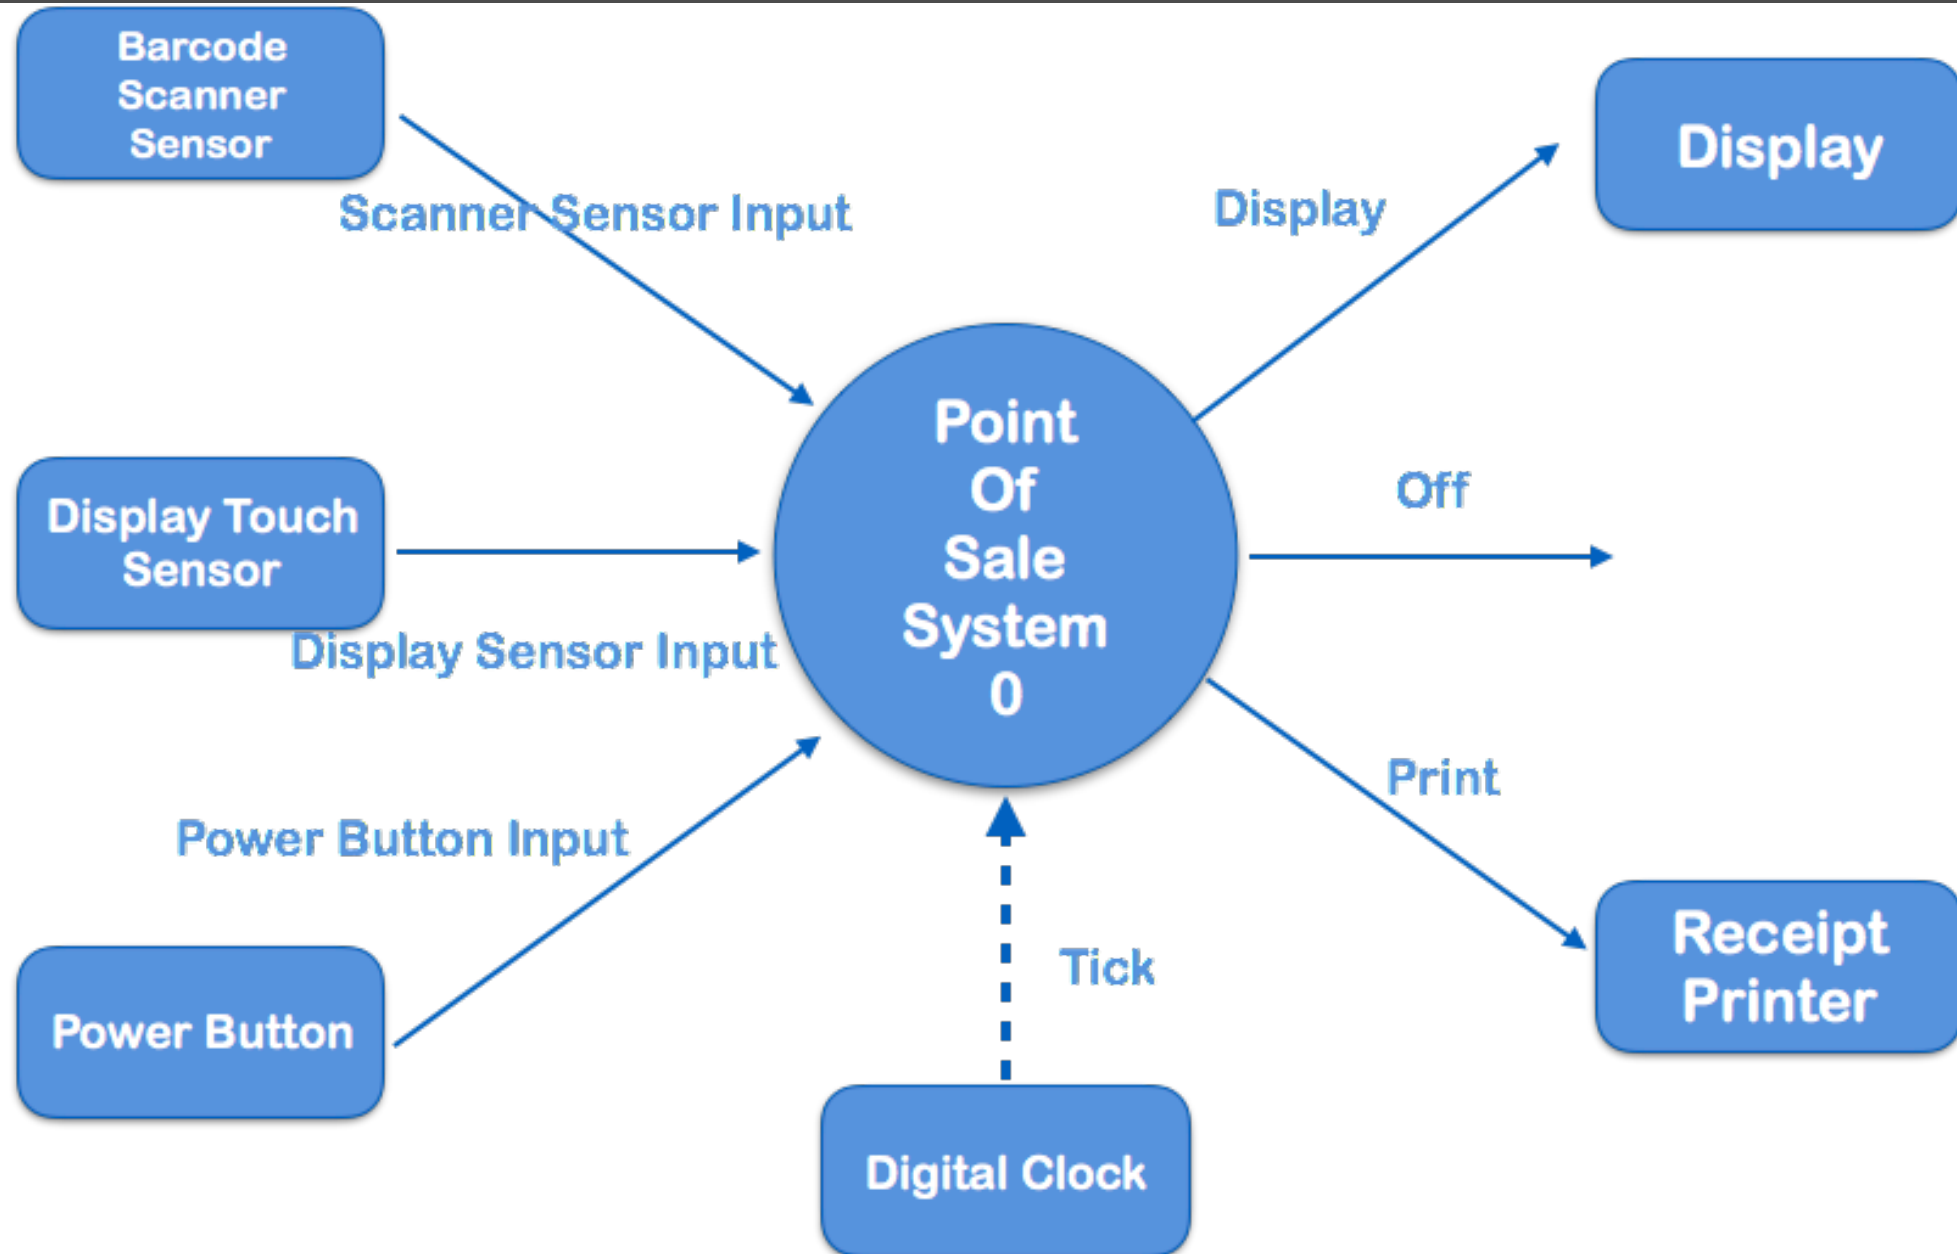 Barcode
Scanner
Sensor
Scanner Sensor Input
Display
Display
Point
Of
Sale
System
0
Off
Display Touch
Sensor
Display Sensor Input
Power Button Input
Print
Power Button
Tick
Receipt
Printer
Digital Clock